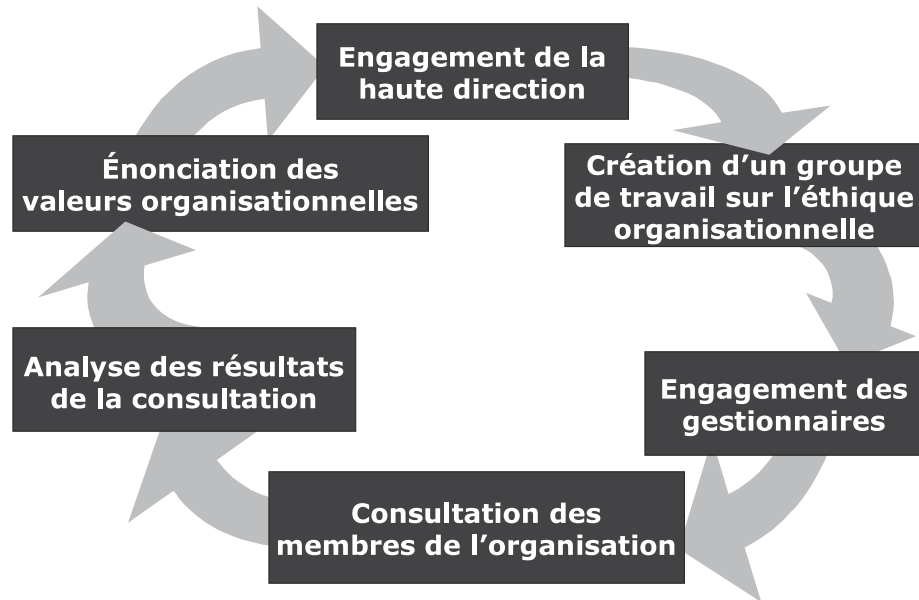 Engagement de la
haute direction
Création d’un groupe
de travail sur l’éthique
organisationnelle
Engagement des
gestionnaires
Consultation des
membres de l’organisation
Analyse des résultats
de la consultation
Énonciation des
valeurs organisationnelles